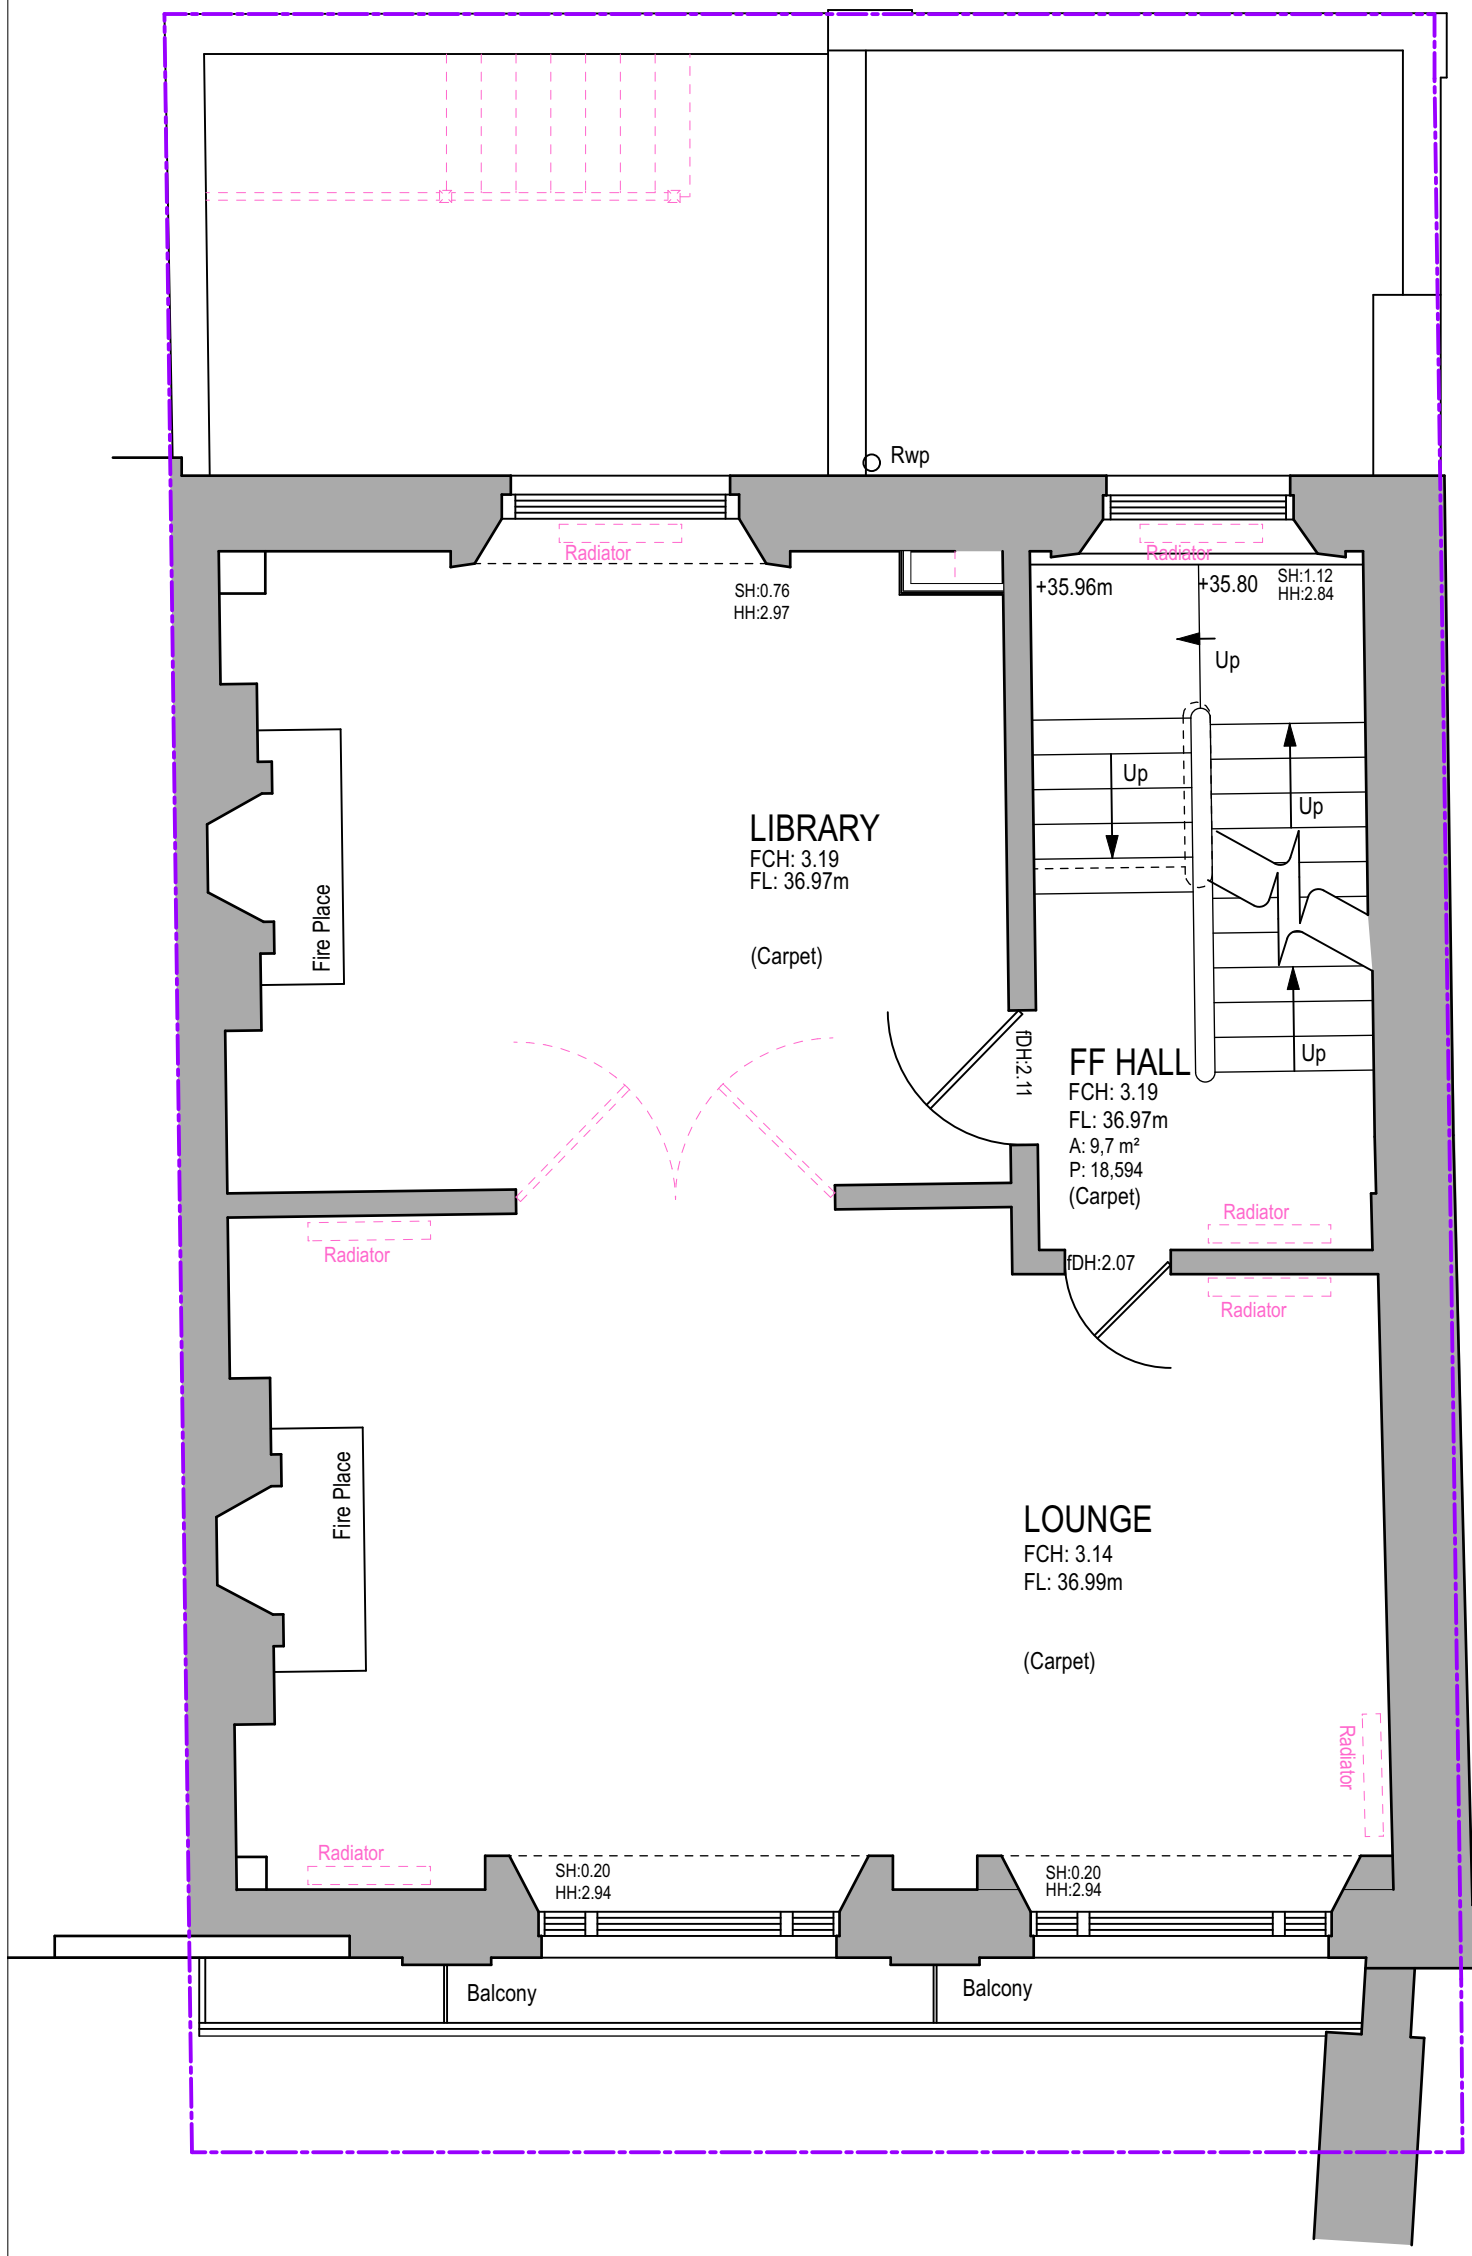 Rwp
Radiator
Radiator
SH:0.76
HH:2.97
+35.96m
+35.80
SH:1.12
HH:2.84
Up
Up
Up
LIBRARY
FCH: 3.19
FL: 36.97m
(Carpet)
Fire Place
fDH:2.11
FF HALL
FCH: 3.19
FL: 36.97m
A: 9,7 m²
P: 18,594
(Carpet)
Up
Radiator
Radiator
fDH:2.07
Radiator
Fire Place
LOUNGE
FCH: 3.14
FL: 36.99m
(Carpet)
Radiator
Radiator
SH:0.20
HH:2.94
SH:0.20
HH:2.94
Balcony
Balcony